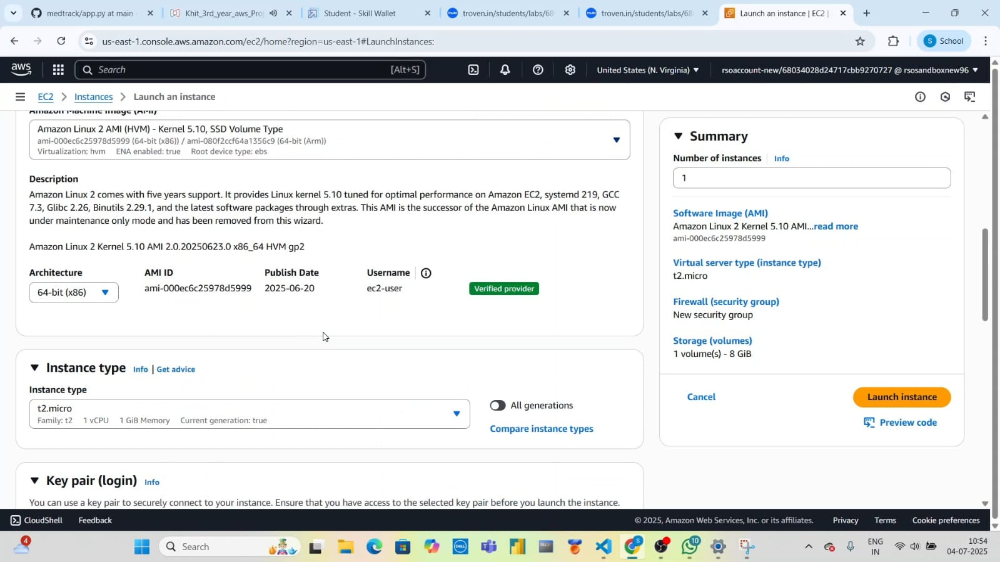 medtrack/app.py at main
Khit_3rd_year_aws_Proj
Student - Skill Wallet
troven.in/students/labs/68
troven.in/students/labs/68
Launch an instance | EC2 |
us-east-1.console.aws.amazon.com/ec2/home?region=us-east-1#LaunchInstances:
S School
aws
Search [Alt+S]
United States (N. Virginia)
rsoaccount-new/68034028d24717cbb9270727 @ rsosandboxnew96
EC2 > Instances > Launch an instance
Amazon Machine Image (AMI)
Amazon Linux 2 AMI (HVM) - Kernel 5.10, SSD Volume Type
ami-000ec6c25978d5999 (64-bit (x86)) / ami-080f2ccf64a1356c9 (64-bit (Arm))
Virtualization: hvm ENA enabled: true Root device type: ebs
Description
Amazon Linux 2 comes with five years support. It provides Linux kernel 5.10 tuned for optimal performance on Amazon EC2, systemd 219, GCC
7.3, Glibc 2.26, Binutils 2.29.1, and the latest software packages through extras. This AMI is the successor of the Amazon Linux AMI that is now
under maintenance only mode and has been removed from this wizard.
Amazon Linux 2 Kernel 5.10 AMI 2.0.20250623.0 x86_64 HVM gp2
Architecture AMI ID Publish Date Username
64-bit (x86) ami-000ec6c25978d5999 2025-06-20 ec2-user Verified provider
Instance type Info | Get advice
Instance type
t2.micro
Family: t2 1 vCPU 1 GiB Memory Current generation: true
All generations
Compare instance types
Key pair (login) Info
You can use a key pair to securely connect to your instance. Ensure that you have access to the selected key pair before you launch the instance.
Summary
Number of instances Info
1
Software Image (AMI)
Amazon Linux 2 Kernel 5.10 AMI...read more
ami-000ec6c25978d5999
Virtual server type (instance type)
t2.micro
Firewall (security group)
New security group
Storage (volumes)
1 volume(s) - 8 GiB
Cancel Launch instance
Preview code
CloudShell Feedback © 2025, Amazon Web Services, Inc. or its affiliates. Privacy Terms Cookie preferences
4
Search
DELL
S
10
ENG
IN
10:54
04-07-2025